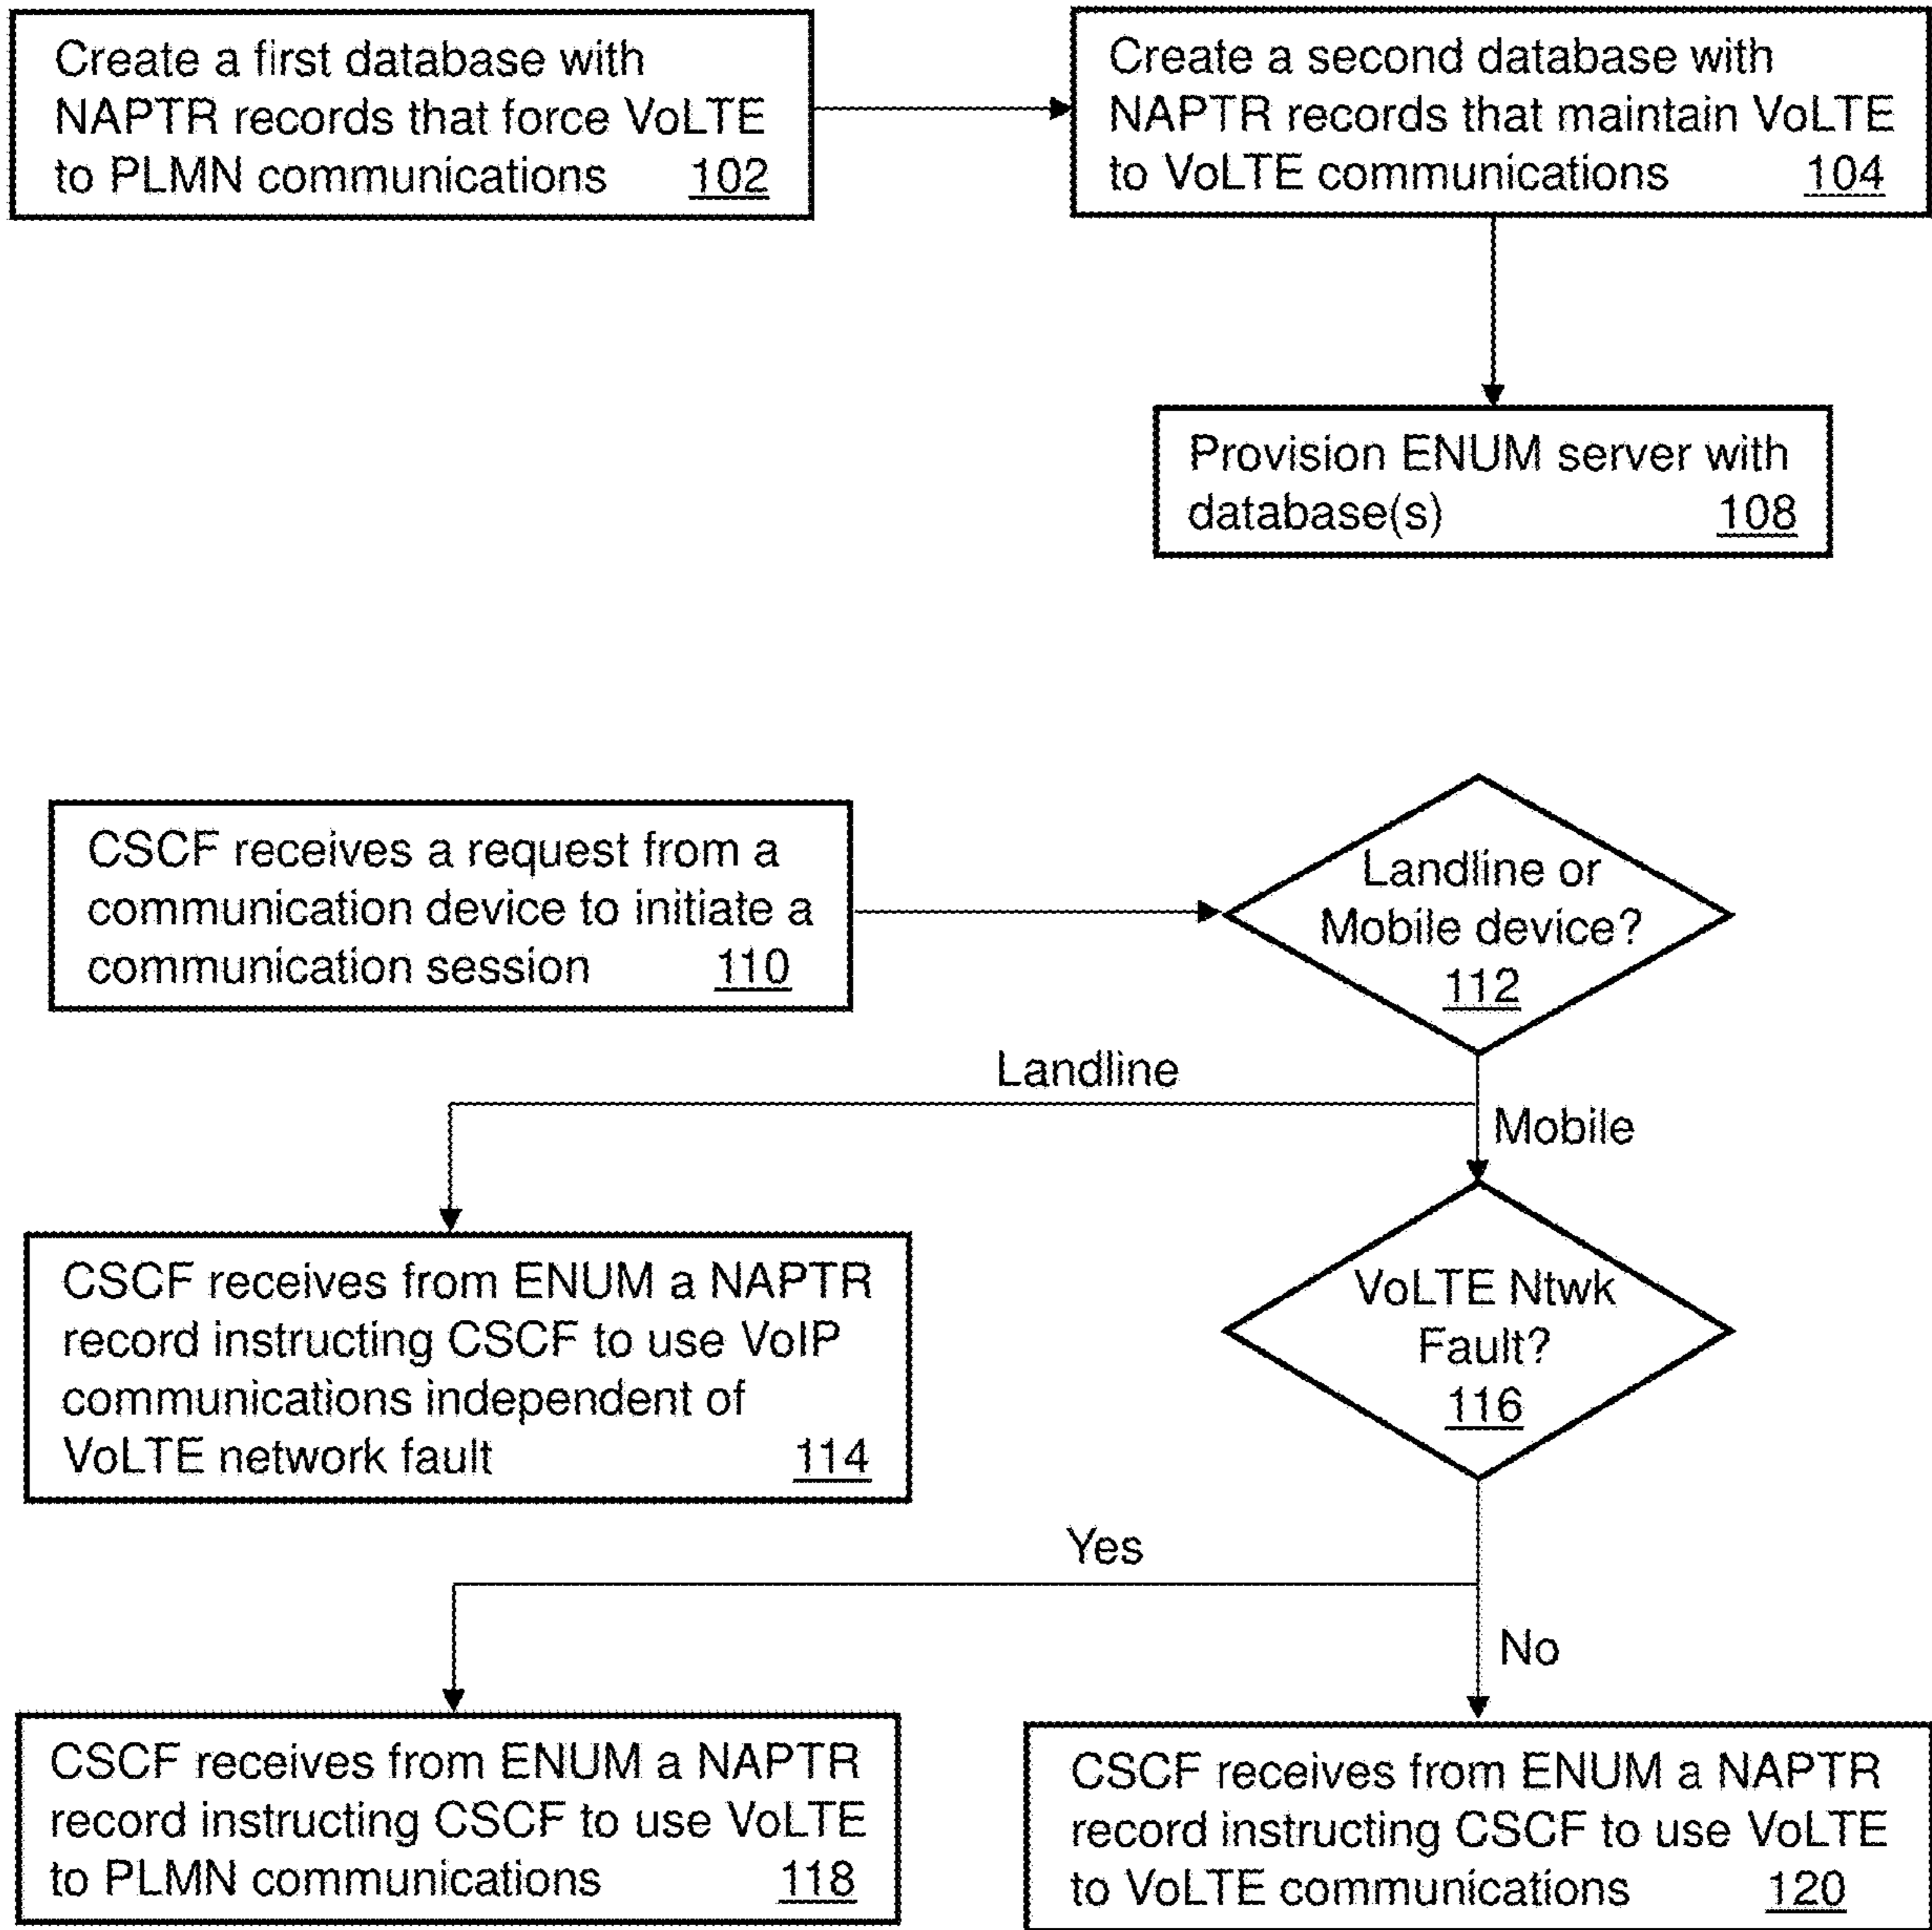 Create a first database with
NAPTR records that force VoLTE
to PLMN communications 102
Create a second database with
NAPTR records that maintain VoLTE
to VoLTE communications 104
Provision ENUM server with
database(s) 108
CSCF receives a request from a
communication device to initiate a
communication session 110
Landline or
Mobile device?
112
Landline
Mobile
CSCF receives from ENUM a NAPTR
record instructing CSCF to use VoIP
communications independent of
VoLTE network fault 114
VoLTE Ntwk
Fault?
116
Yes
No
CSCF receives from ENUM a NAPTR
record instructing CSCF to use VoLTE
to PLMN communications 118
CSCF receives from ENUM a NAPTR
record instructing CSCF to use VoLTE
to VoLTE communications 120